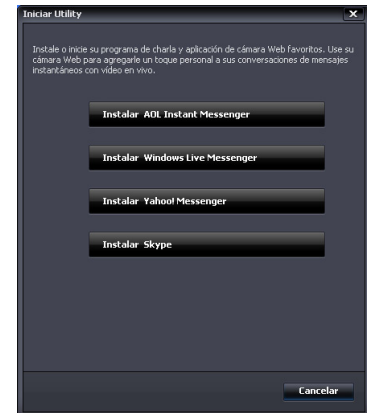 Iniciar Utility
Instale o inicie su programa de charla y aplicación de cámara Web favoritos. Use su
cámara Web para agregarle un toque personal a sus conversaciones de mensajes
instantáneos con vídeo en vivo.
Instalar AOL Instant Messenger
Instalar Windows Live Messenger
Instalar Yahoo! Messenger
Instalar Skype
Cancelar